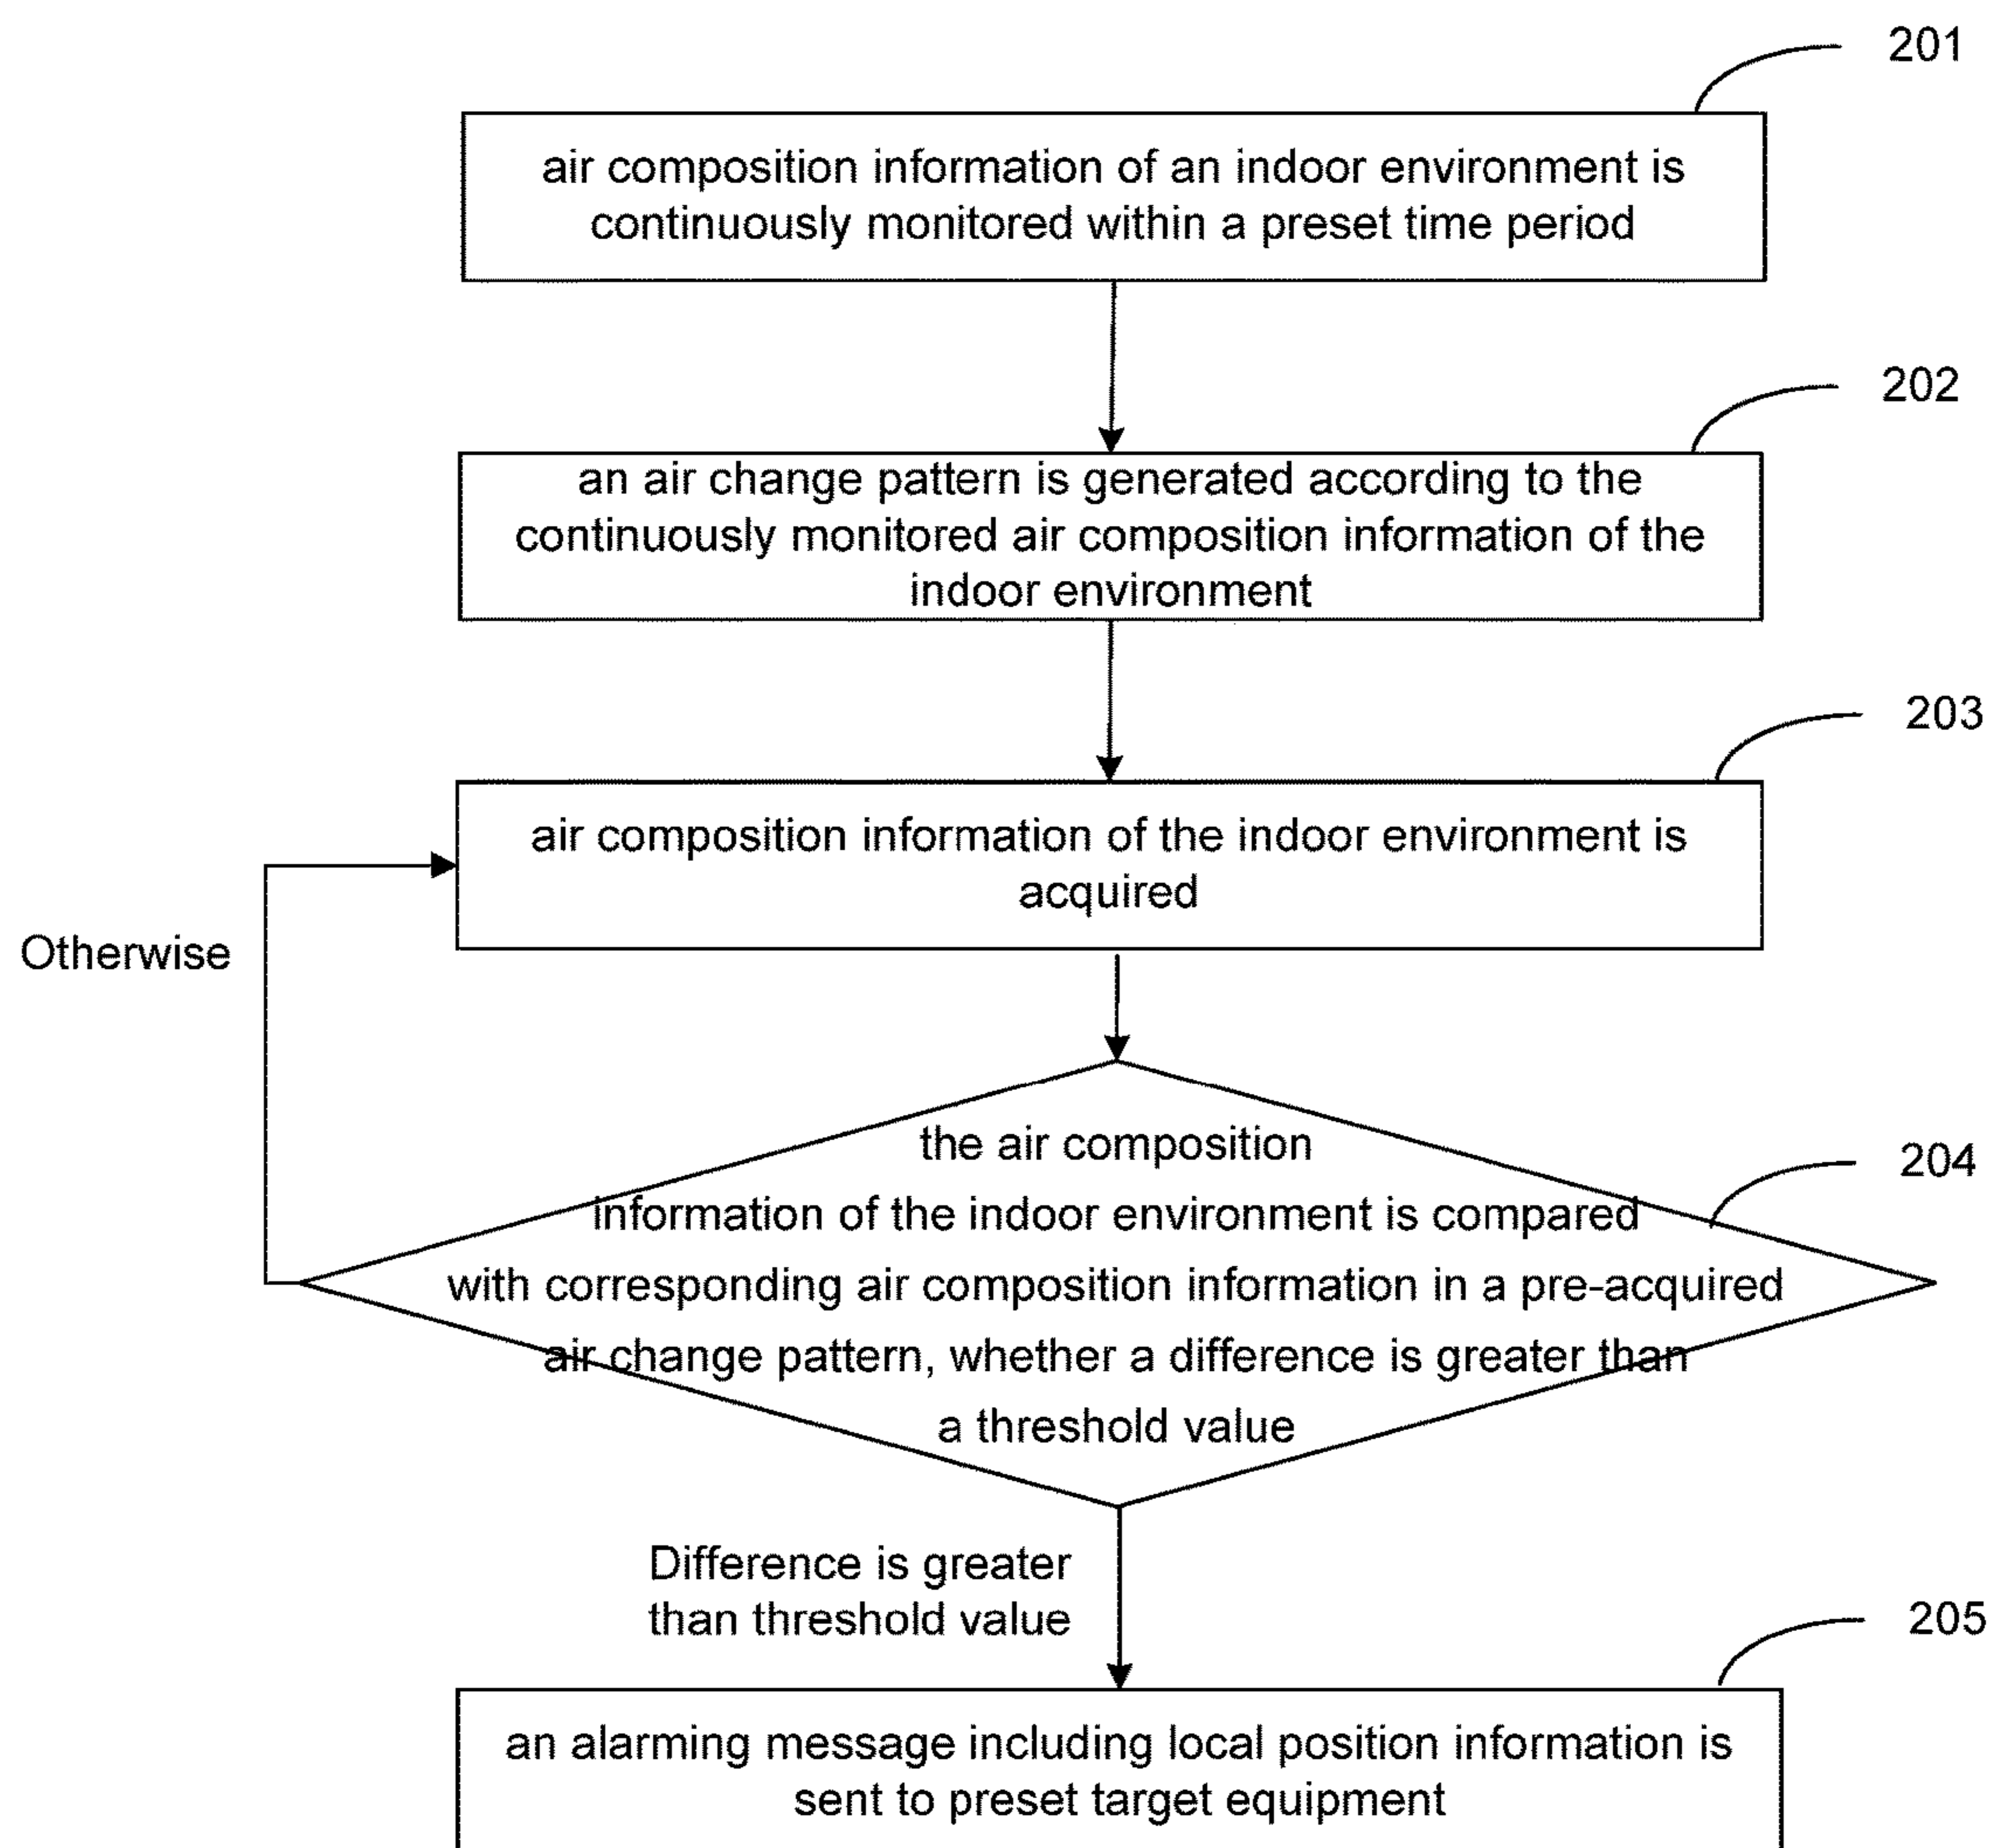 201
air composition information of an indoor environment is
continuously monitored within a preset time period
202
an air change pattern is generated according to the
continuously monitored air composition information of the
indoor environment
203
air composition information of the indoor environment is
acquired
Otherwise
the air composition
204
information of the indoor environment is compared
with corresponding air composition information in a pre-acquired
air change pattern, whether a difference is greater than
a threshold value
Difference is greater
than threshold value
205
an alarming message including local position information is
sent to preset target equipment